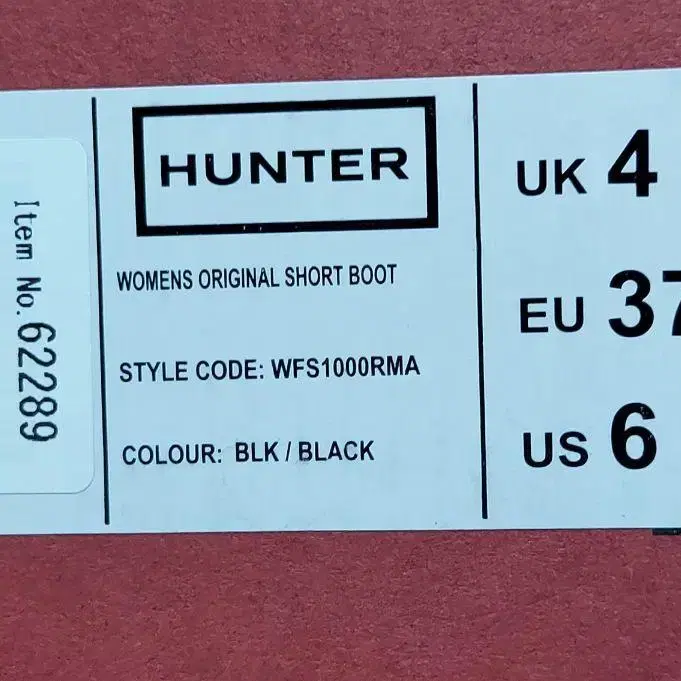 Item No. 62289
HUNTER
WOMENS ORIGINAL SHORT BOOT
STYLE CODE: WFS1000RMA
COLOUR: BLK / BLACK
UK 4
EU 37
US 6